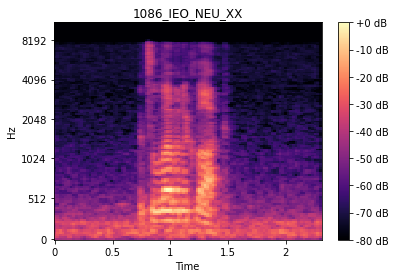 1086_IEO_NEU_XX
8192
4096
2048
1024
512
0
Hz
0 0.5 1 1.5 2
Time
+0 dB
-10 dB
-20 dB
-30 dB
-40 dB
-50 dB
-60 dB
-70 dB
-80 dB